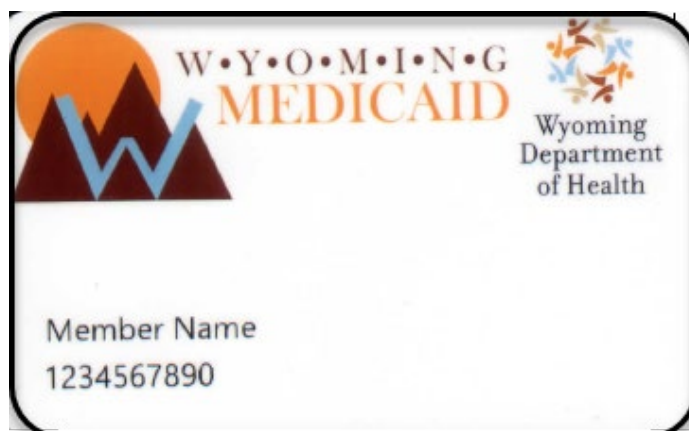 W•Y•O•M•I•N•G
MEDICAID
Wyoming
Department
of Health
Member Name
1234567890